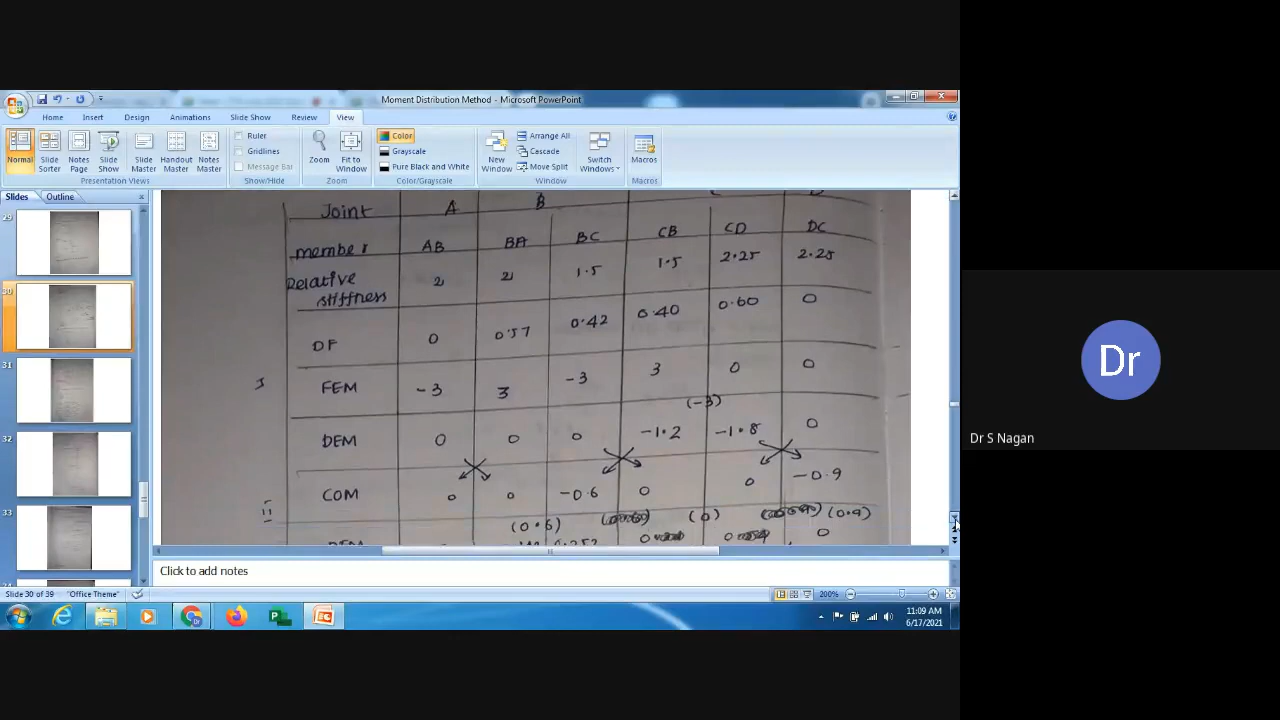 Moment Distribution Method - Microsoft PowerPoint
Home Insert Design Animations Slide Show Review View
Normal Slide Sorter Notes Page Slide Show Slide Master Handout Master Notes Master
Presentation Views
Ruler
Gridlines
Message Bar
Show/Hide
Zoom Fit to Window
Zoom
Color
Grayscale
Pure Black and White
Color/Grayscale
New Window
Arrange All
Cascade
Move Split
Switch Windows
Window
Macros
Macros
Slides Outline
29
30
31
32
33
Joint A B
member AB BA BC CB CD DC
Relative stiffness 2 2 1.5 1.5 2.25 2.25
DF 0 0.57 0.42 0.40 0.60 0
FEM -3 3 -3 3 0 0
(-3)
DEM 0 0 0 -1.2 -1.8 0
COM 0 0 -0.6 0 0 -0.9
(0.6) (0) (0.9)
0
Click to add notes
Slide 30 of 39 "Office Theme" 200%
11:09 AM
6/17/2021
Dr
Dr S Nagan